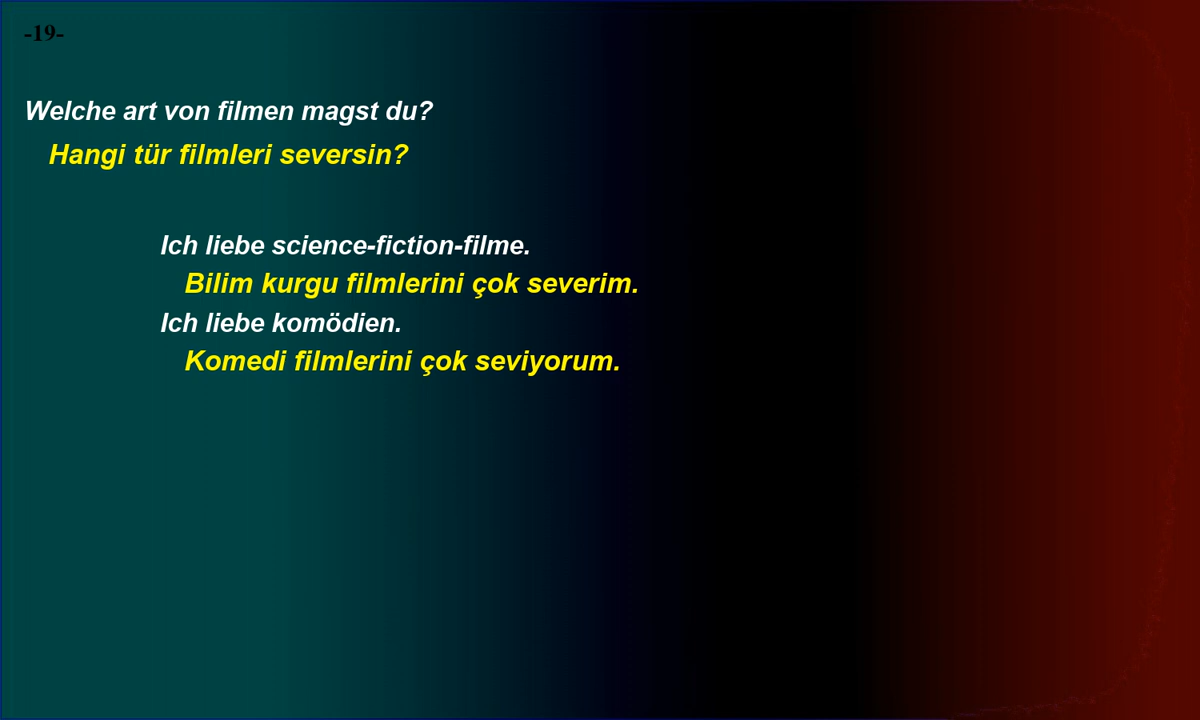 -19-
Welche art von filmen magst du?
Hangi tür filmleri seversin?
Ich liebe science-fiction-filme.
Bilim kurgu filmlerini çok severim.
Ich liebe komödien.
Komedi filmlerini çok seviyorum.